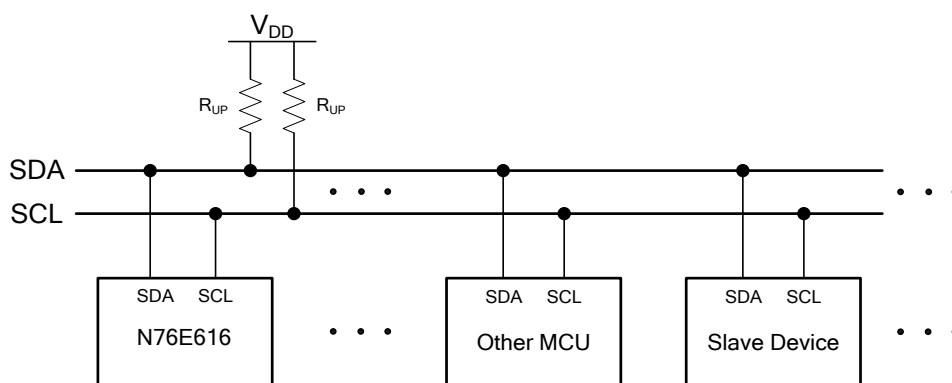 VDD
RUP RUP
SDA
SCL
SDA SCL SDA SCL SDA SCL
N76E616 Other MCU Slave Device